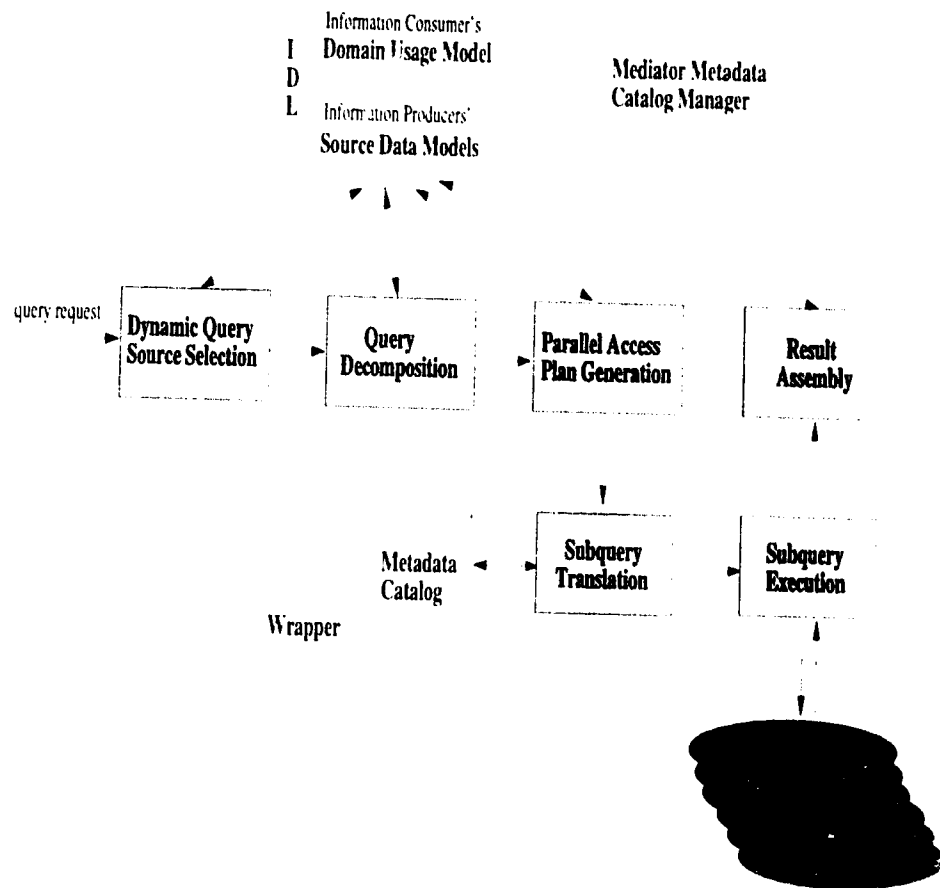 Information Consumer's
I
Domain Usage Model
D
L
Information Producers'
Source Data Models
Mediator Metadata
Catalog Manager
query request
Dynamic Query
Source Selection
Query
Decomposition
Parallel Access
Plan Generation
Result
Assembly
Metadata
Catalog
Subquery
Translation
Subquery
Execution
Wrapper